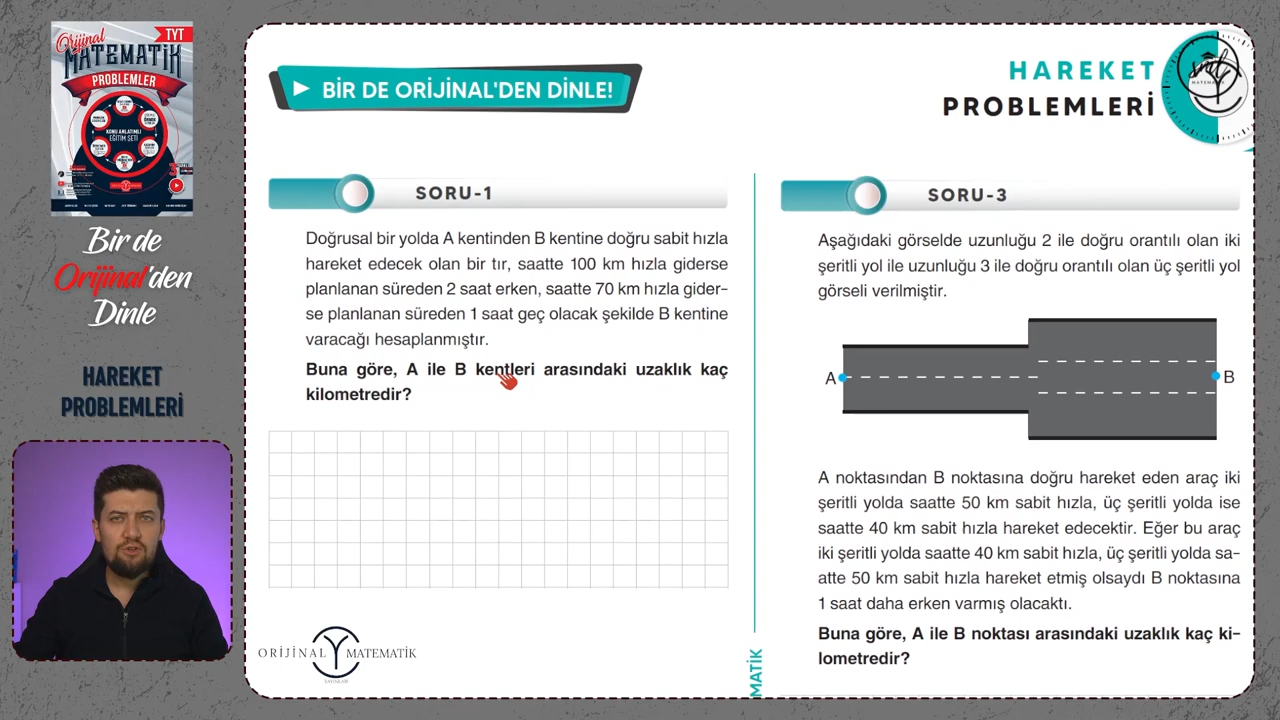 Orijinal
TYT
MATEMATİK
PROBLEMLER
KONU ANLATIMLI
EĞİTİM SETİ
Bir de
Orijinal'den
Dinle
HAREKET
PROBLEMLERİ
BİR DE ORİJİNAL'DEN DİNLE!
HAREKET
PROBLEMLERİ
MATEMATİK
SORU-1
Doğrusal bir yolda A kentinden B kentine doğru sabit hızla
hareket edecek olan bir tır, saatte 100 km hızla giderse
planlanan süreden 2 saat erken, saatte 70 km hızla gider-
se planlanan süreden 1 saat geç olacak şekilde B kentine
varacağı hesaplanmıştır.
Buna göre, A ile B kentleri arasındaki uzaklık kaç
kilometredir?
ORİJİNAL MATEMATİK
YAYINLARI
MATİK
SORU-3
Aşağıdaki görselde uzunluğu 2 ile doğru orantılı olan iki
şeritli yol ile uzunluğu 3 ile doğru orantılı olan üç şeritli yol
görseli verilmiştir.
A
B
A noktasından B noktasına doğru hareket eden araç iki
şeritli yolda saatte 50 km sabit hızla, üç şeritli yolda ise
saatte 40 km sabit hızla hareket edecektir. Eğer bu araç
iki şeritli yolda saatte 40 km sabit hızla, üç şeritli yolda sa-
atte 50 km sabit hızla hareket etmiş olsaydı B noktasına
1 saat daha erken varmış olacaktı.
Buna göre, A ile B noktası arasındaki uzaklık kaç ki-
lometredir?